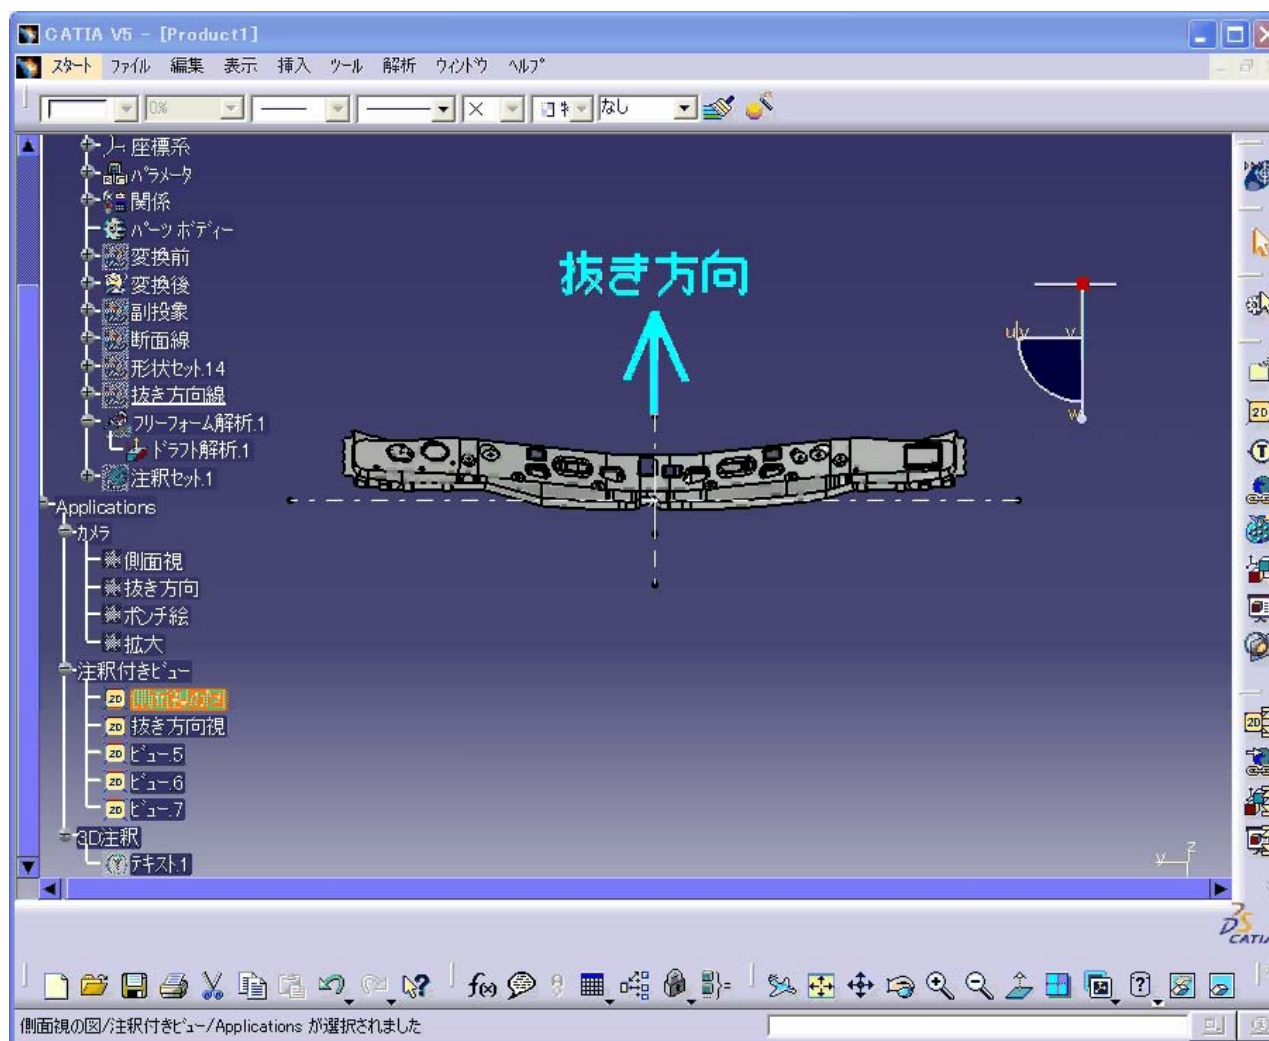 CATIA V5 - [Product1]
スタート ファイル 編集 表示 挿入 ツール 解析 ウィンドウ ヘルプ
0% なし
座標系
パラメータ
関係
パーツ ボディー
変換前
変換後
副投象
断面線
形状セット.14
抜き方向線
フリーフォーム解析.1
ドラフト解析.1
注釈セット.1
Applications
カメラ
側面視
抜き方向
ポンチ絵
拡大
注釈付きビュー
2D 側面視の図
2D 抜き方向視
2D ビュー.5
2D ビュー.6
2D ビュー.7
3D注釈
テキスト.1
抜き方向
v
w
y z
2D
T
2D
DS CATIA
f(x)
側面視の図/注釈付きビュー/Applications が選択されました